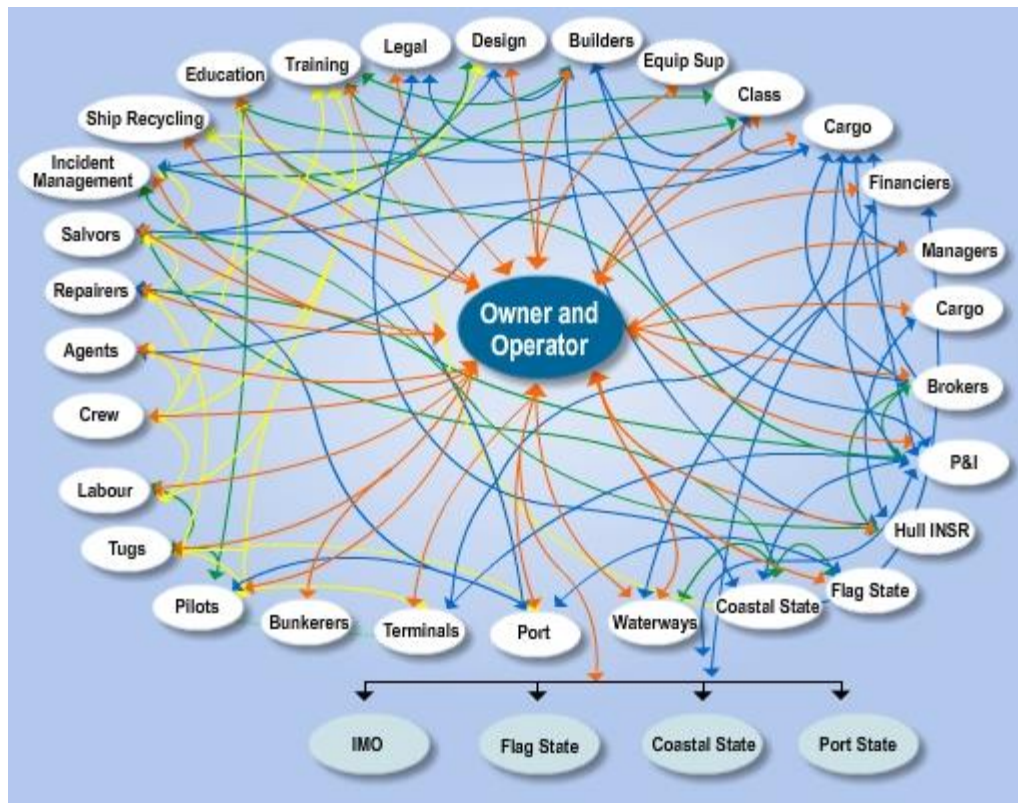 Legal
Design
Builders
Training
Equip Sup
Education
Class
Ship Recycling
Cargo
Incident
Management
Financiers
Salvors
Managers
Repairers
Cargo
Owner and
Operator
Agents
Brokers
Crew
P&I
Labour
Hull INSR
Tugs
Flag State
Pilots
Coastal State
Bunkerers
Waterways
Terminals
Port
IMO
Flag State
Coastal State
Port State